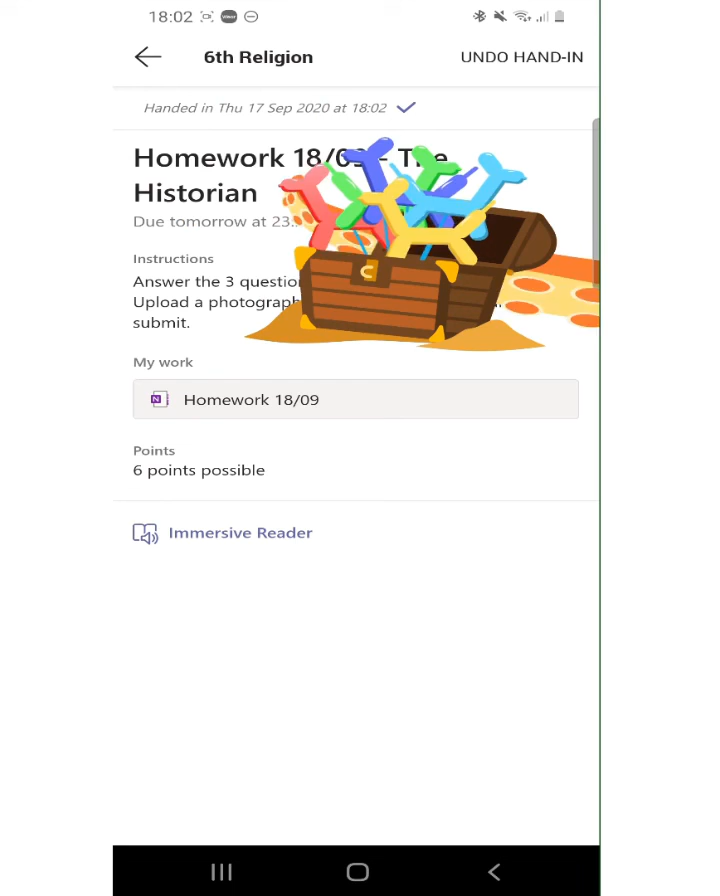 18:02
6th Religion
UNDO HAND-IN
Handed in Thu 17 Sep 2020 at 18:02
Homework 18/09 - The
Historian
Due tomorrow at 23:
Instructions
Answer the 3
Upload a photograph
submit.
My work
N
Homework 18/09
Points
6 points possible
Immersive Reader